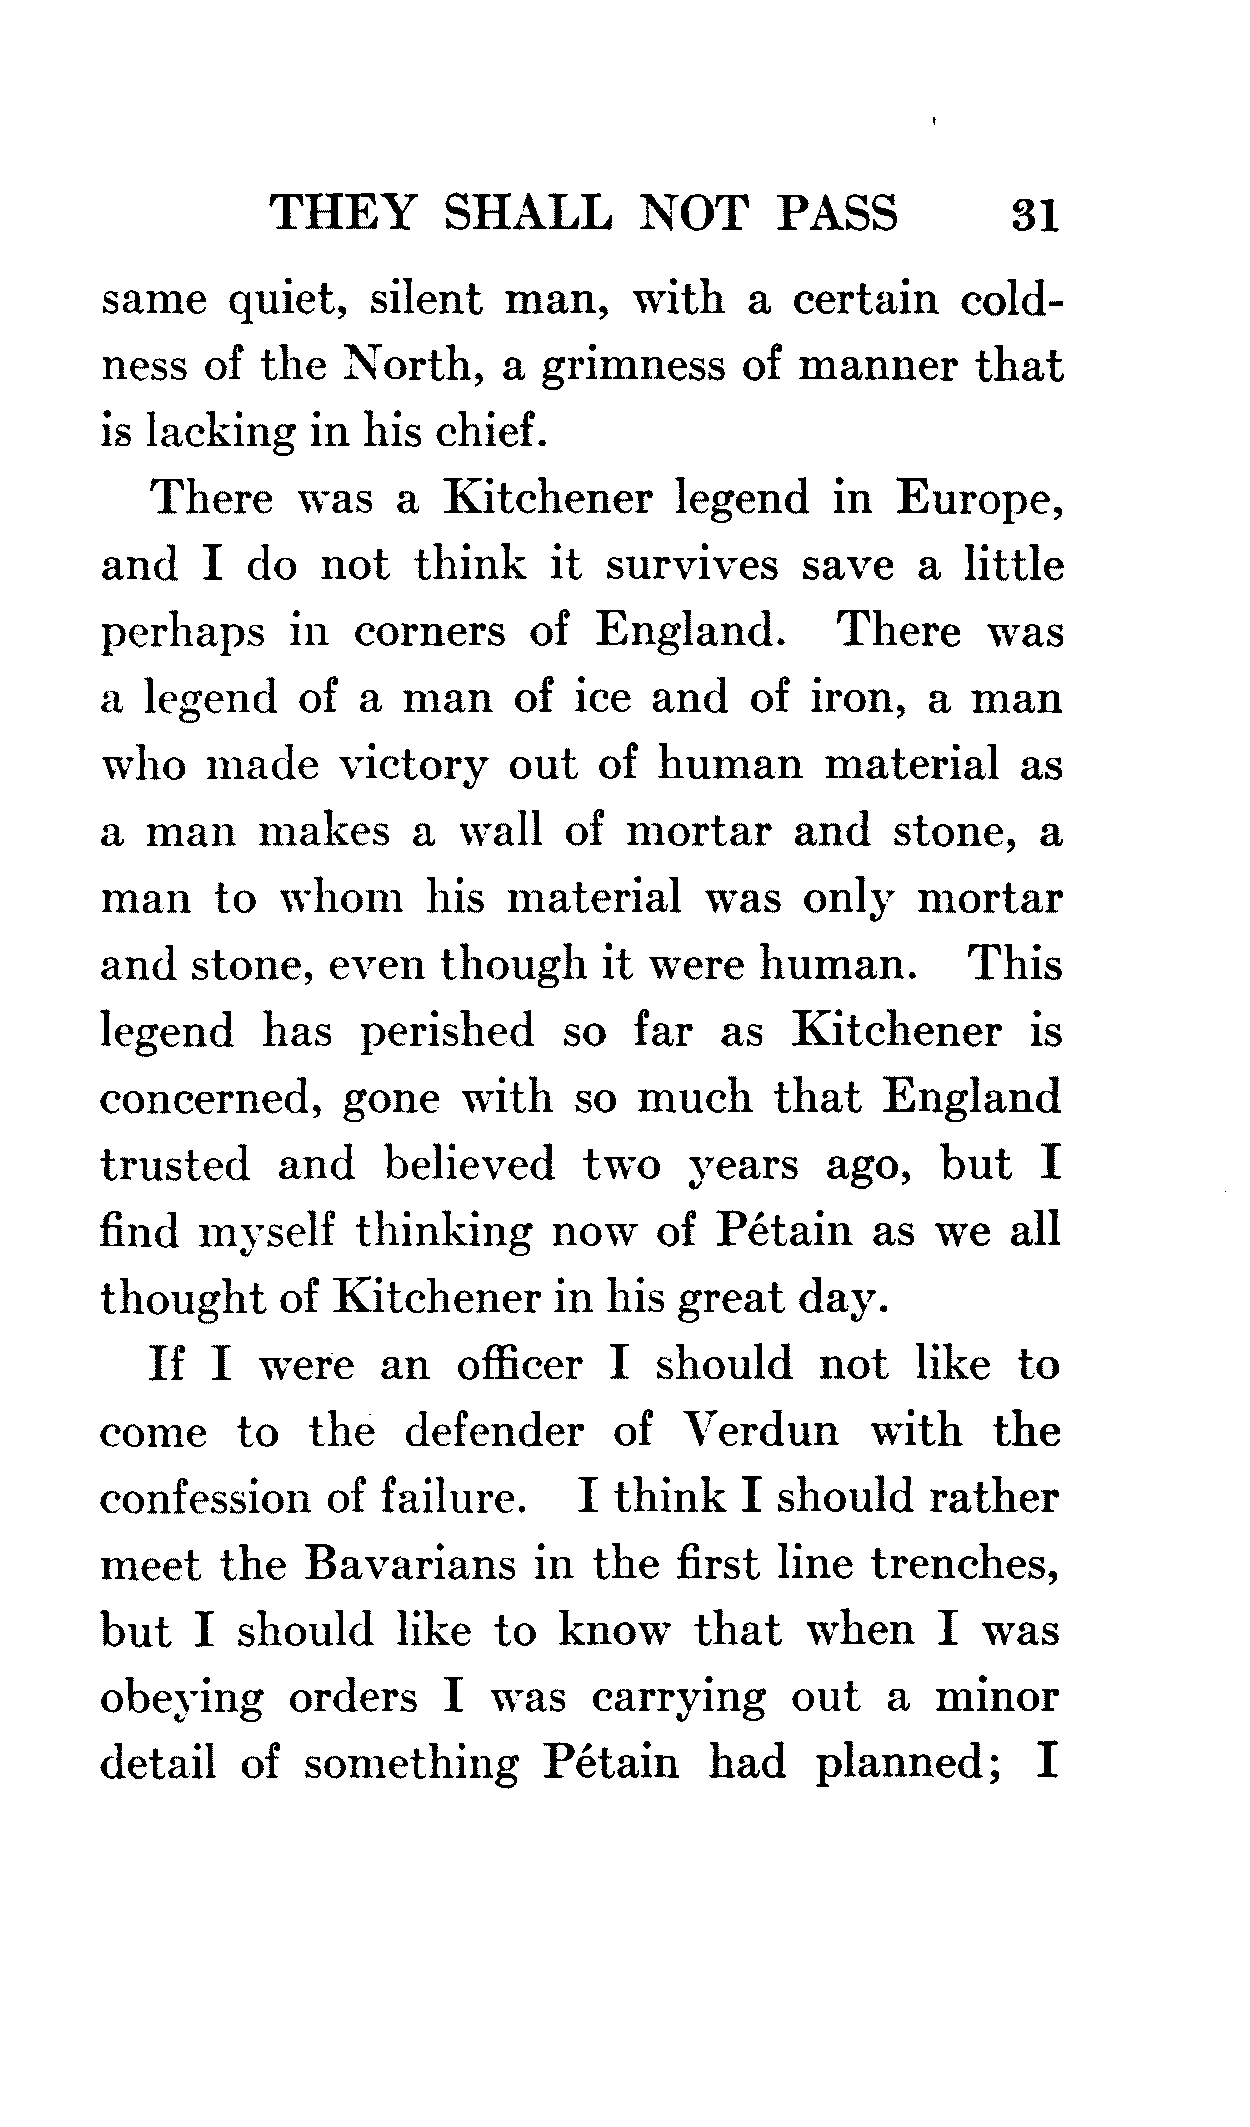 THEY SHALL NOT PASS 31
same quiet, silent man, with a certain cold-
ness of the North, a grimness of manner that
is lacking in his chief.
There was a Kitchener legend in Europe,
and I do not think it survives save a little
perhaps in corners of England. There was
a legend of a man of ice and of iron, a man
who made victory out of human material as
a man makes a wall of mortar and stone, a
man to whom his material was only mortar
and stone, even though it were human. This
legend has perished so far as Kitchener is
concerned, gone with so much that England
trusted and believed two years ago, but I
find myself thinking now of Pétain as we all
thought of Kitchener in his great day.
If I were an officer I should not like to
come to the defender of Verdun with the
confession of failure. I think I should rather
meet the Bavarians in the first line trenches,
but I should like to know that when I was
obeying orders I was carrying out a minor
detail of something Pétain had planned; I